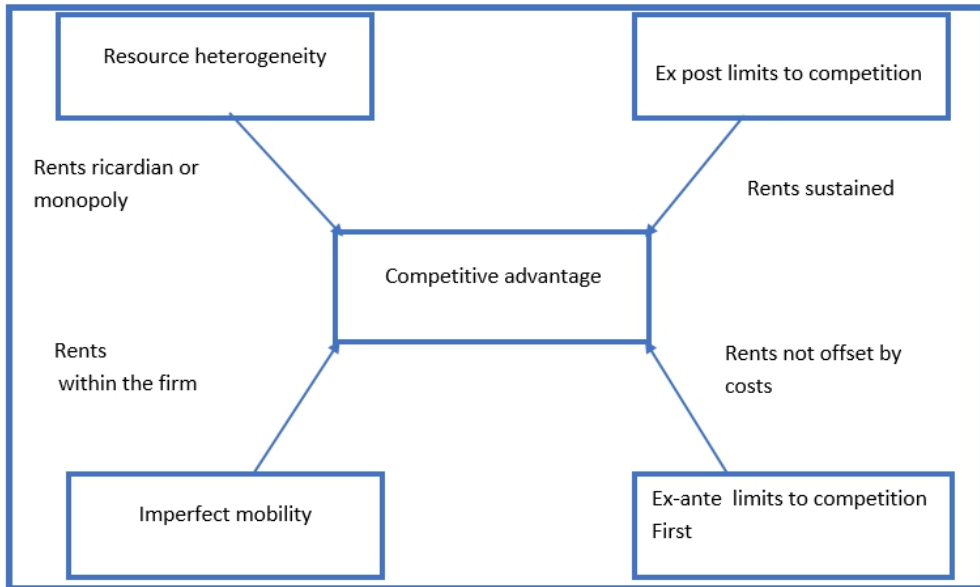 Resource heterogeneity
Ex post limits to competition
Rents ricardian or
monopoly
Rents sustained
Competitive advantage
Rents
within the firm
Rents not offset by
costs
Imperfect mobility
Ex-ante limits to competition
First